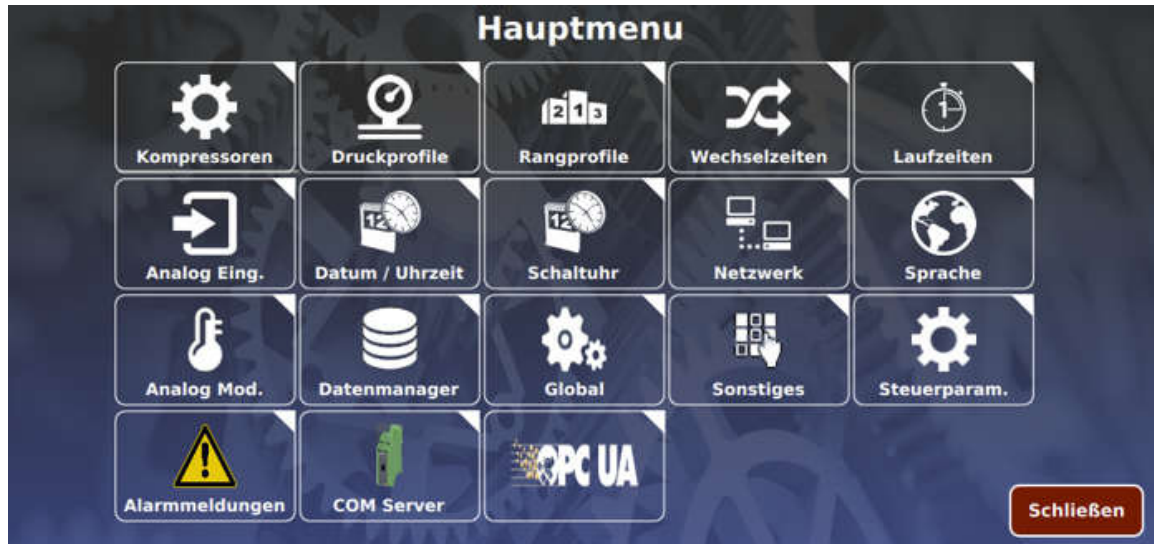 Hauptmenu
Kompressoren
Druckprofile
Rangprofile
Wechselzeiten
Laufzeiten
Analog Eing.
Datum / Uhrzeit
Schaltuhr
Netzwerk
Sprache
Analog Mod.
Datenmanager
Global
Sonstiges
Steuerparam.
Alarmmeldungen
COM Server
OPC UA
Schließen